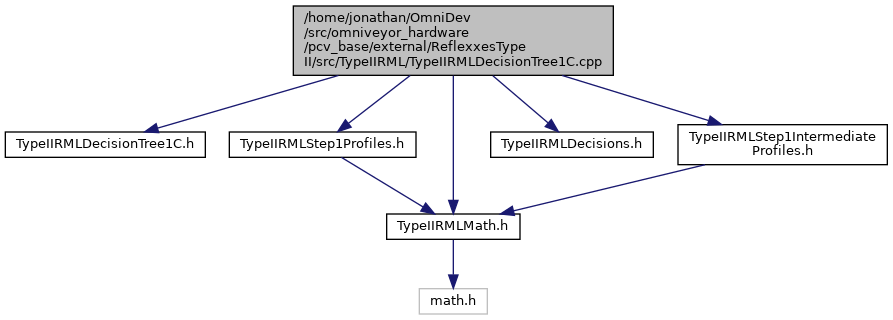 /home/jonathan/OmniDev
/src/omniveyor_hardware
/pcv_base/external/ReflexxesType
II/src/TypeIIRML/TypeIIRMLDecisionTree1C.cpp
TypeIIRMLDecisionTree1C.h
TypeIIRMLStep1Profiles.h
TypeIIRMLDecisions.h
TypeIIRMLStep1Intermediate
Profiles.h
TypeIIRMLMath.h
math.h